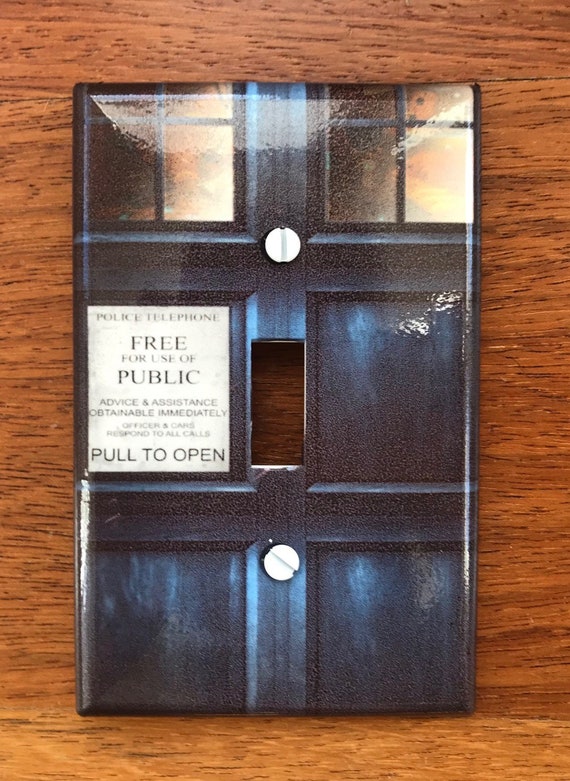 POLICE TELEPHONE
FREE
FOR USE OF
PUBLIC
ADVICE & ASSISTANCE
OBTAINABLE IMMEDIATELY
OFFICER & CARS
RESPOND TO ALL CALLS
PULL TO OPEN